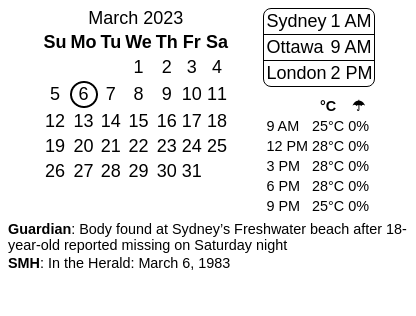 March 2023
Su Mo Tu We Th Fr Sa
1 2 3 4
5 6 7 8 9 10 11
12 13 14 15 16 17 18
19 20 21 22 23 24 25
26 27 28 29 30 31
Sydney 1 AM
Ottawa 9 AM
London 2 PM
°C ☂
9 AM 25°C 0%
12 PM 28°C 0%
3 PM 28°C 0%
6 PM 28°C 0%
9 PM 25°C 0%
Guardian: Body found at Sydney’s Freshwater beach after 18-
year-old reported missing on Saturday night
SMH: In the Herald: March 6, 1983